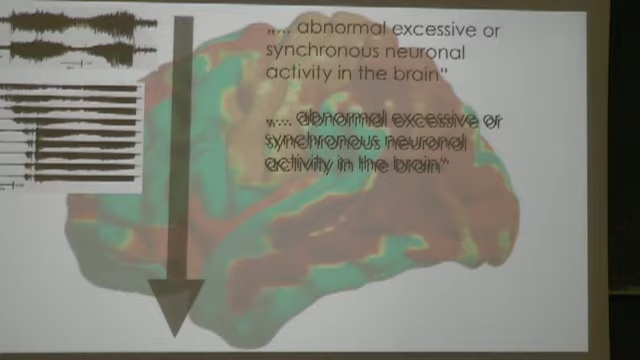 „... abnormal excessive or
synchronous neuronal
activity in the brain“
„... abnormal excessive or
synchronous neuronal
activity in the brain“